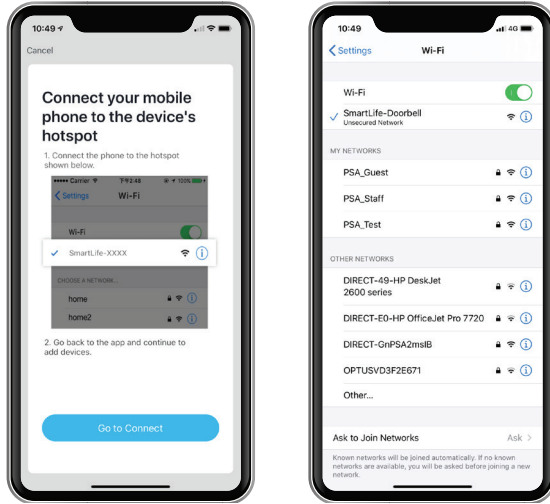 10:49
Cancel
Connect your mobile
phone to the device's
hotspot
1. Connect the phone to the hotspot
shown below.
Carrier 下午2:48 100%
Settings Wi-Fi
Wi-Fi
SmartLife-XXXX
CHOOSE A NETWORK...
home
home2
2. Go back to the app and continue to
add devices.
Go to Connect
10:49 4G
Settings Wi-Fi
Wi-Fi
SmartLife-Doorbell
Unsecured Network
MY NETWORKS
PSA_Guest
PSA_Staff
PSA_Test
OTHER NETWORKS
DIRECT-49-HP DeskJet
2600 series
DIRECT-E0-HP OfficeJet Pro 7720
DIRECT-GnPSA2msIB
OPTUSVD3F2E671
Other...
Ask to Join Networks Ask
Known networks will be joined automatically. If no known
networks are available, you will be asked before joining a new
network.